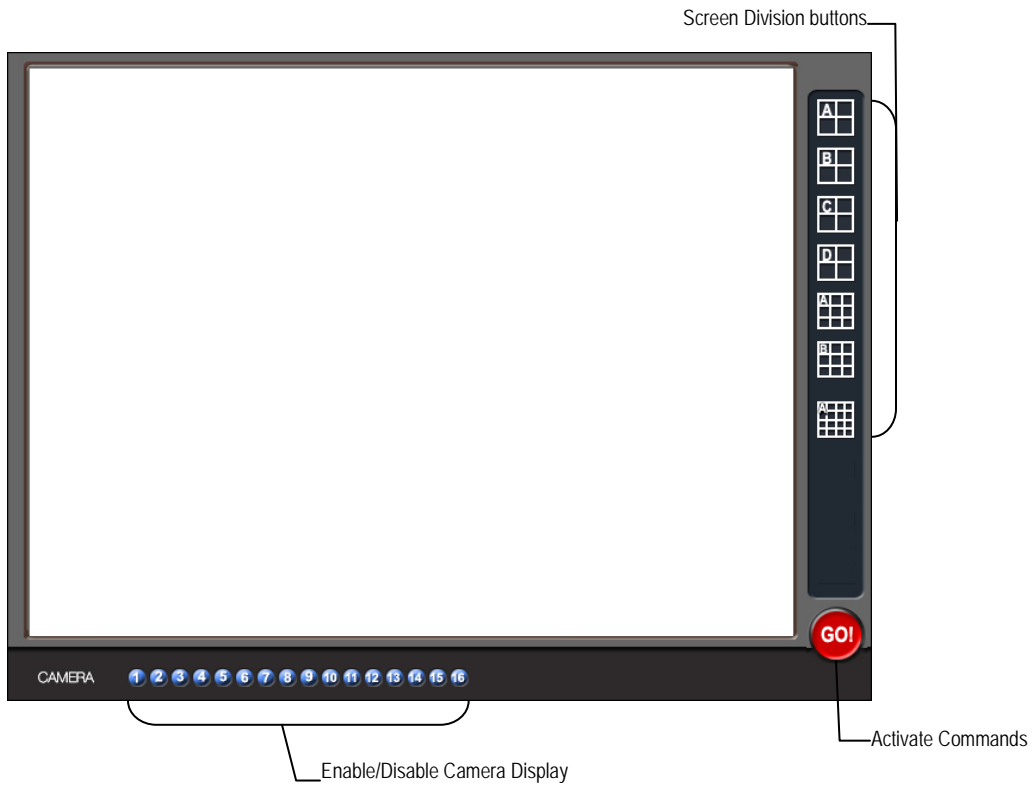 Screen Division buttons
A
B
C
D
A
B
A
GO!
CAMERA 1 2 3 4 5 6 7 8 9 10 11 12 13 14 15 16
Activate Commands
Enable/Disable Camera Display